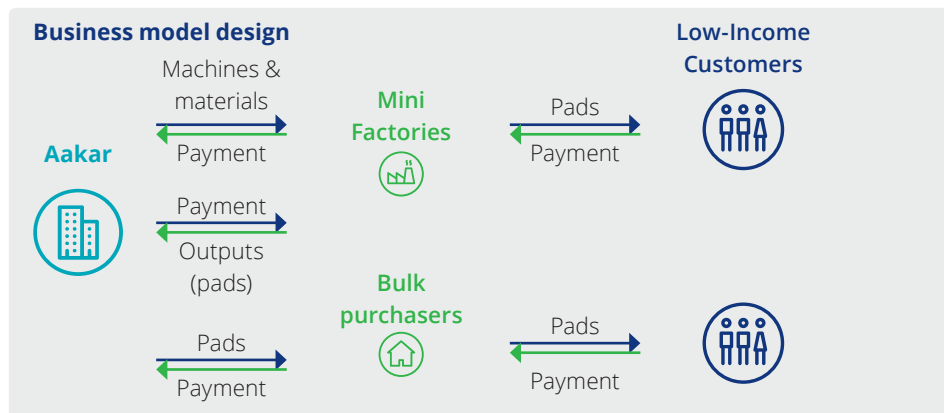 Business model design
Low-Income
Customers
Machines &
materials
Mini
Factories
Pads
Payment
Payment
Aakar
Payment
Outputs
(pads)
Bulk
purchasers
Pads
Pads
Payment
Payment